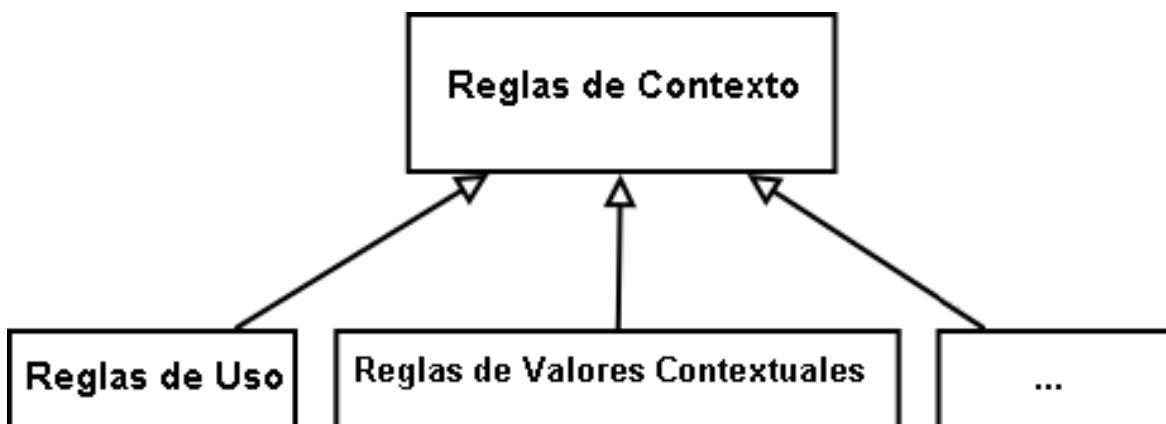 Reglas de Contexto
Reglas de Uso
Reglas de Valores Contextuales
...